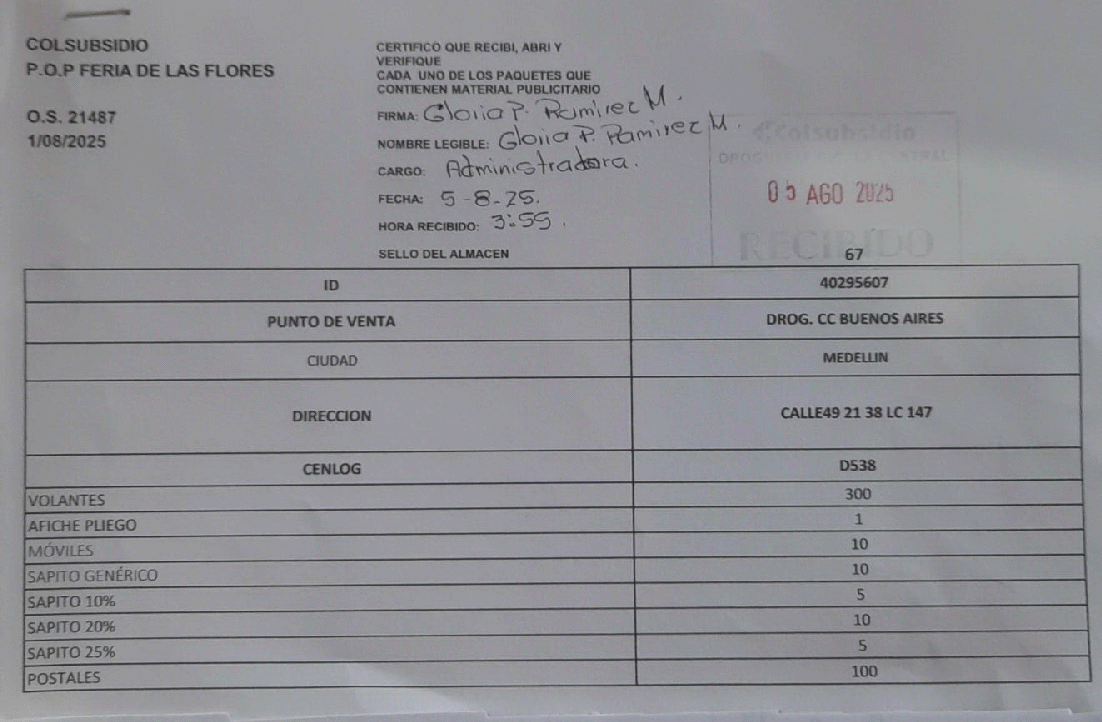 COLSUBSIDIO
P.O.P FERIA DE LAS FLORES
O.S. 21487
1/08/2025
CERTIFICO QUE RECIBI, ABRI Y
VERIFIQUE
CADA UNO DE LOS PAQUETES QUE
CONTIENEN MATERIAL PUBLICITARIO
FIRMA: Gloria P. Ramirez M.
NOMBRE LEGIBLE: Gloria P. Ramirez M.
CARGO: Administradora.
FECHA: 5-8-25.
HORA RECIBIDO: 3:55.
SELLO DEL ALMACEN
Colsubsidio
05 AGO 2025
RECIBIDO
67
ID 40295607
PUNTO DE VENTA DROG. CC BUENOS AIRES
CIUDAD MEDELLIN
DIRECCION CALLE49 21 38 LC 147
CENLOG D538
VOLANTES 300
AFICHE PLIEGO 1
MÓVILES 10
SAPITO GENÉRICO 10
SAPITO 10% 5
SAPITO 20% 10
SAPITO 25% 5
POSTALES 100